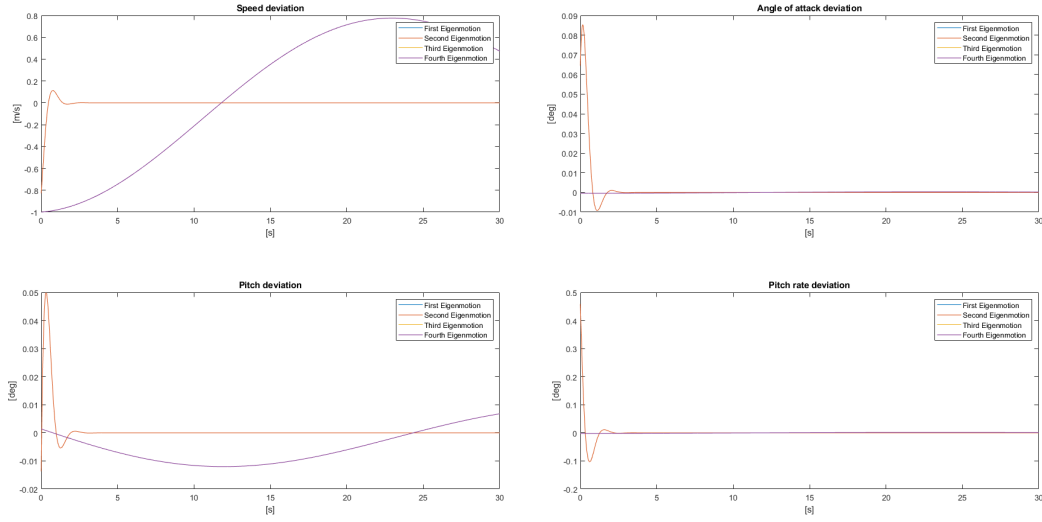 Speed deviation
0.8
0.6
0.4
0.2
0
-0.2
-0.4
-0.6
-0.8
-1
[m/s]
0 5 10 15 20 25 30
[s]
First Eigenmotion
Second Eigenmotion
Third Eigenmotion
Fourth Eigenmotion
Angle of attack deviation
0.09
0.08
0.07
0.06
0.05
0.04
0.03
0.02
0.01
0
-0.01
[deg]
0 5 10 15 20 25 30
[s]
First Eigenmotion
Second Eigenmotion
Third Eigenmotion
Fourth Eigenmotion
Pitch deviation
0.05
0.04
0.03
0.02
0.01
0
-0.01
-0.02
[deg]
0 5 10 15 20 25 30
[s]
First Eigenmotion
Second Eigenmotion
Third Eigenmotion
Fourth Eigenmotion
Pitch rate deviation
0.5
0.4
0.3
0.2
0.1
0
-0.1
-0.2
[deg]
0 5 10 15 20 25 30
[s]
First Eigenmotion
Second Eigenmotion
Third Eigenmotion
Fourth Eigenmotion